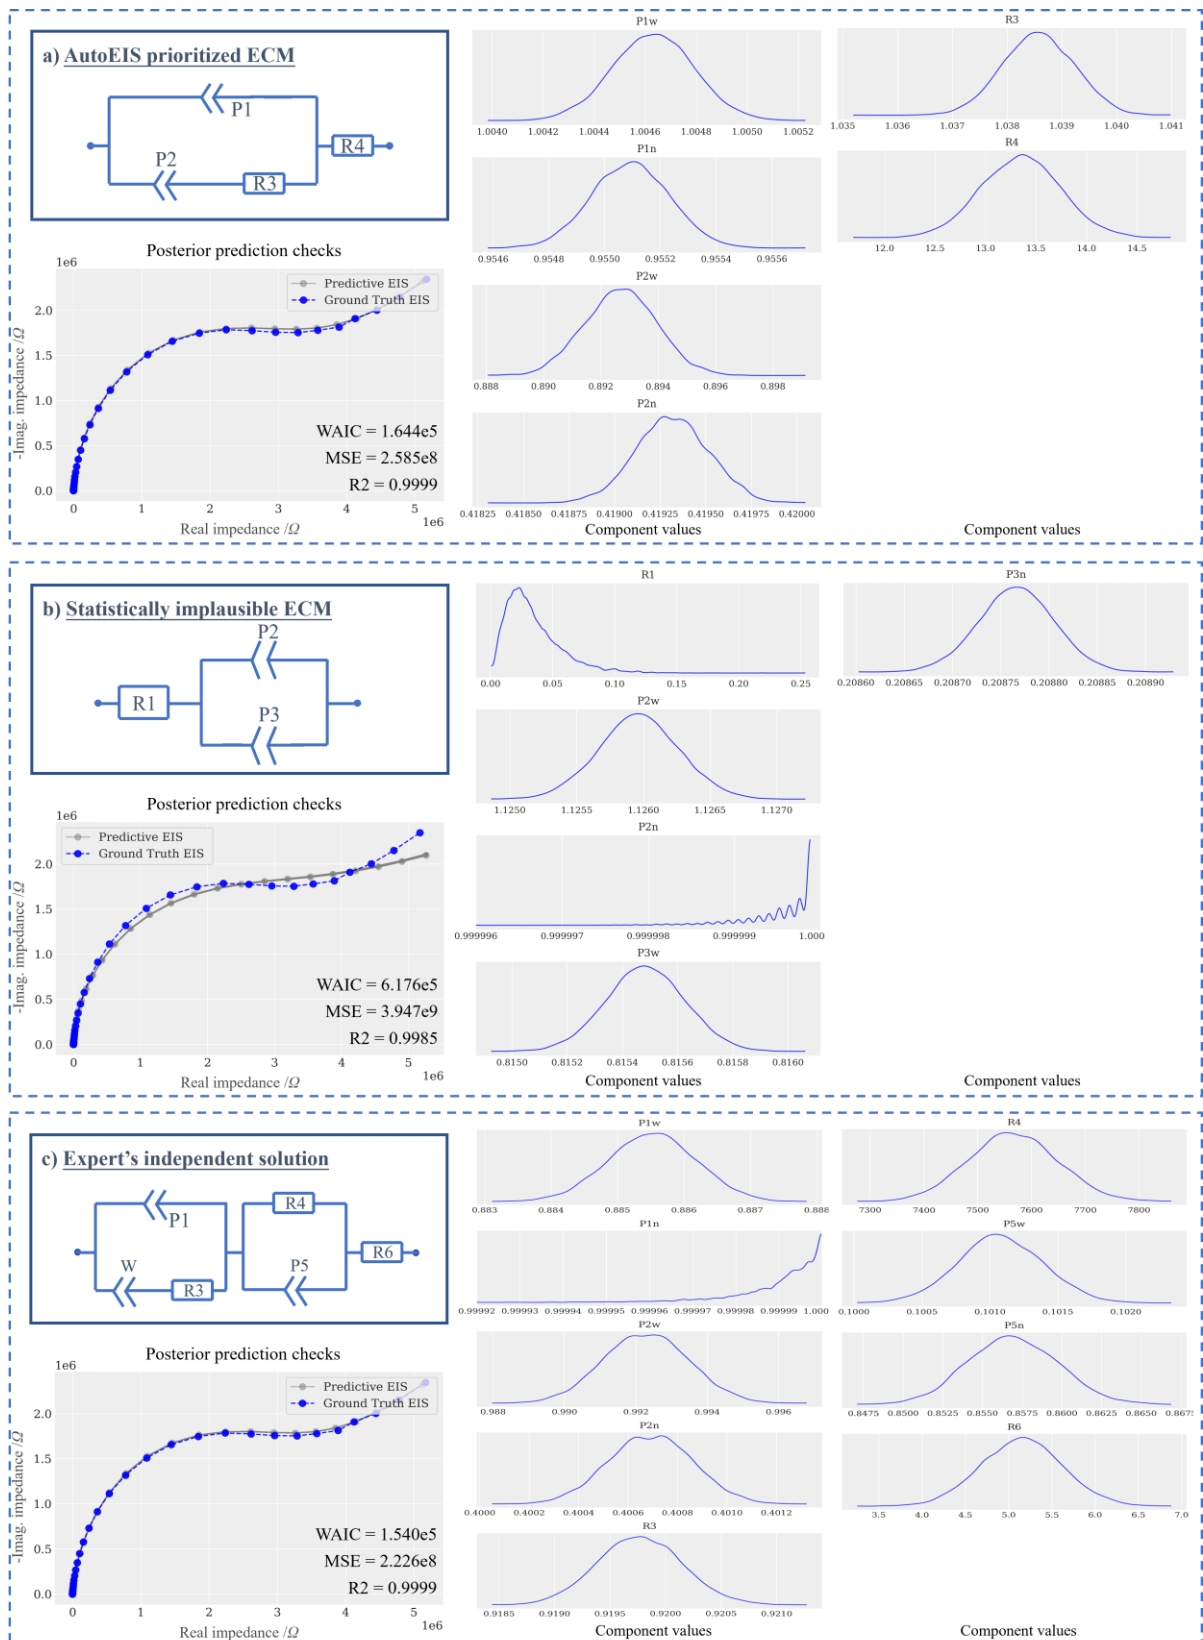 a) AutoEIS prioritized ECM
P1
P2
R3
R4
Posterior prediction checks
1e6
Predictive EIS
Ground Truth EIS
2.0
1.5
1.0
0.5
0.0
-Imag. impedance /Ω
WAIC = 1.644e5
MSE = 2.585e8
R2 = 0.9999
0 1 2 3 4 5
1e6
Real impedance /Ω
P1w
1.0040 1.0042 1.0044 1.0046 1.0048 1.0050 1.0052
P1n
0.9546 0.9548 0.9550 0.9552 0.9554 0.9556
P2w
0.888 0.890 0.892 0.894 0.896 0.898
P2n
0.41825 0.41850 0.41875 0.41900 0.41925 0.41950 0.41975 0.42000
Component values
R3
1.035 1.036 1.037 1.038 1.039 1.040 1.041
R4
12.0 12.5 13.0 13.5 14.0 14.5
Component values
b) Statistically implausible ECM
P2
R1
P3
Posterior prediction checks
1e6
Predictive EIS
Ground Truth EIS
2.0
1.5
1.0
0.5
0.0
-Imag. impedance /Ω
WAIC = 6.176e5
MSE = 3.947e9
R2 = 0.9985
0 1 2 3 4 5
1e6
Real impedance /Ω
R1
0.00 0.05 0.10 0.15 0.20 0.25
P2w
1.1250 1.1255 1.1260 1.1265 1.1270
P2n
0.999996 0.999997 0.999998 0.999999 1.000
P3w
0.8150 0.8152 0.8154 0.8156 0.8158 0.8160
Component values
P3n
0.20860 0.20865 0.20870 0.20877 0.20880 0.20885 0.20890
Component values
c) Expert's independent solution
P1
W
R3
R4
P5
R6
Posterior prediction checks
1e6
Predictive EIS
Ground Truth EIS
2.0
1.5
1.0
0.5
0.0
-Imag. impedance /Ω
WAIC = 1.540e5
MSE = 2.226e8
R2 = 0.9999
0 1 2 3 4 5
1e6
Real impedance /Ω
P1w
0.883 0.884 0.885 0.886 0.887 0.888
P1n
0.99992 0.99993 0.99994 0.99995 0.99996 0.99997 0.99998 0.99999 1.000
P2w
0.988 0.990 0.992 0.994 0.996
P2n
0.4000 0.4002 0.4004 0.4006 0.4008 0.4010 0.4012
R3
0.9185 0.9190 0.9195 0.9200 0.9205 0.9210
Component values
R4
7300 7400 7500 7600 7700 7800
P5w
0.1000 0.1005 0.1010 0.1015 0.1020
P5n
0.8475 0.8500 0.8525 0.8550 0.8575 0.8600 0.8625 0.8650 0.8675
R6
3.5 4.0 4.5 5.0 5.5 6.0 6.5 7.0
Component values